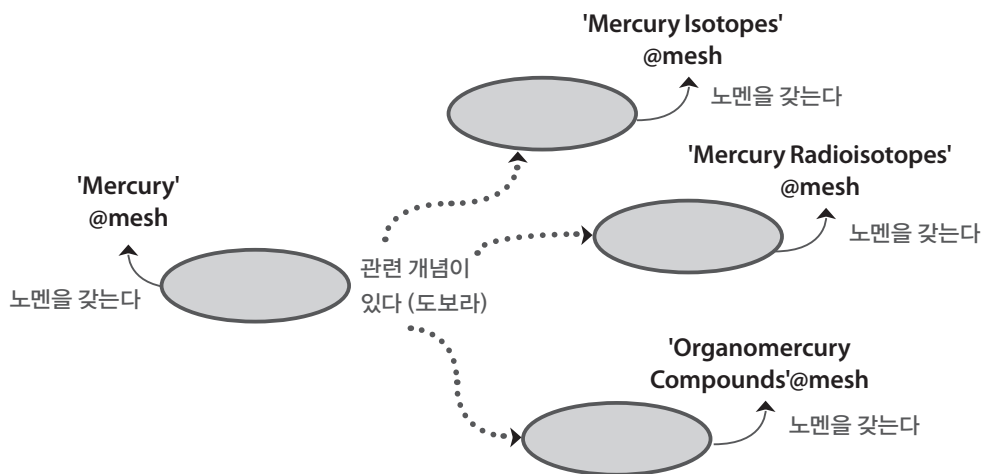 'Mercury Isotopes'
@mesh
노멘을 갖는다
'Mercury Radioisotopes'
@mesh
노멘을 갖는다
'Mercury'
@mesh
노멘을 갖는다
관련 개념이
있다 (도보라)
'Organomercury
Compounds'@mesh
노멘을 갖는다